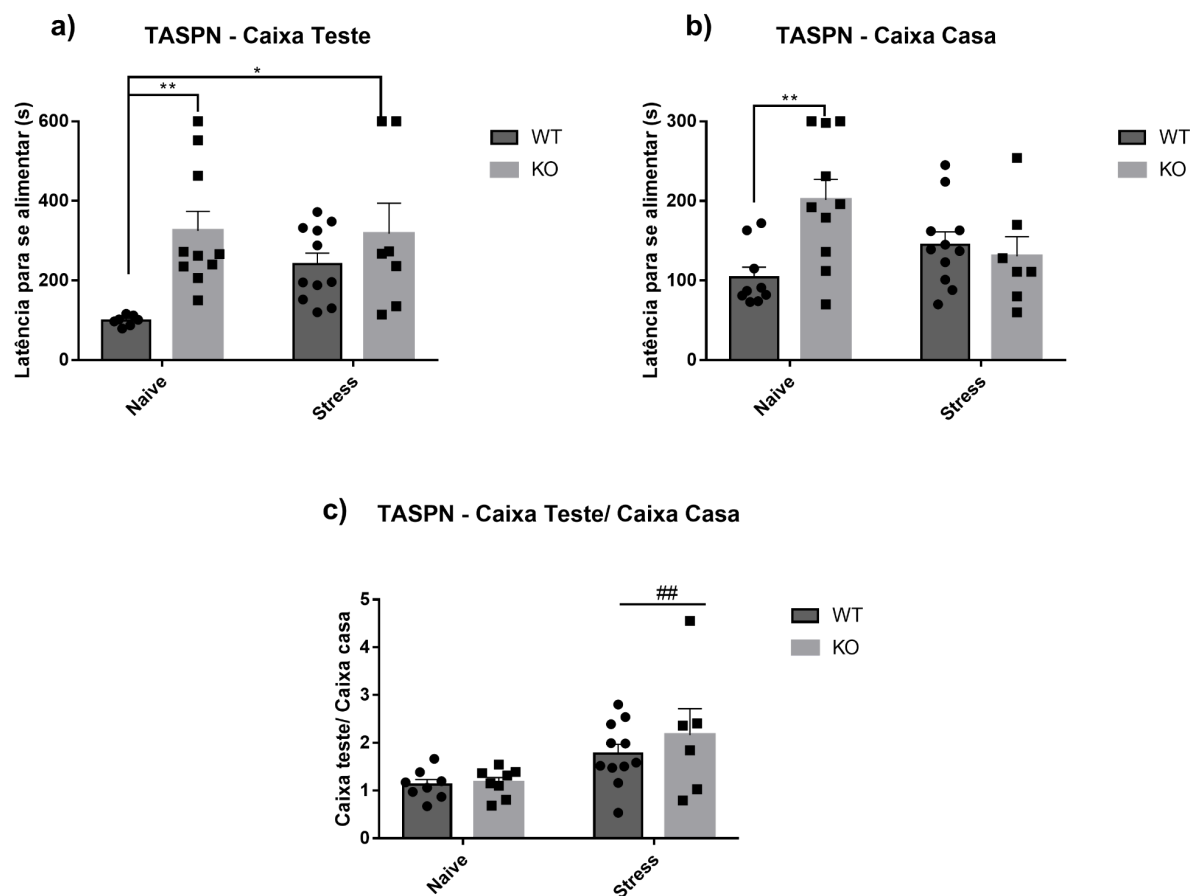 a) TASPN - Caixa Teste
Latência para se alimentar (s)
600
400
200
0
**
*
Naive
Stress
WT
KO
b) TASPN - Caixa Casa
Latência para se alimentar (s)
300
200
100
0
**
Naive
Stress
WT
KO
c) TASPN - Caixa Teste/ Caixa Casa
Caixa teste/ Caixa casa
5
4
3
2
1
0
##
Naive
Stress
WT
KO